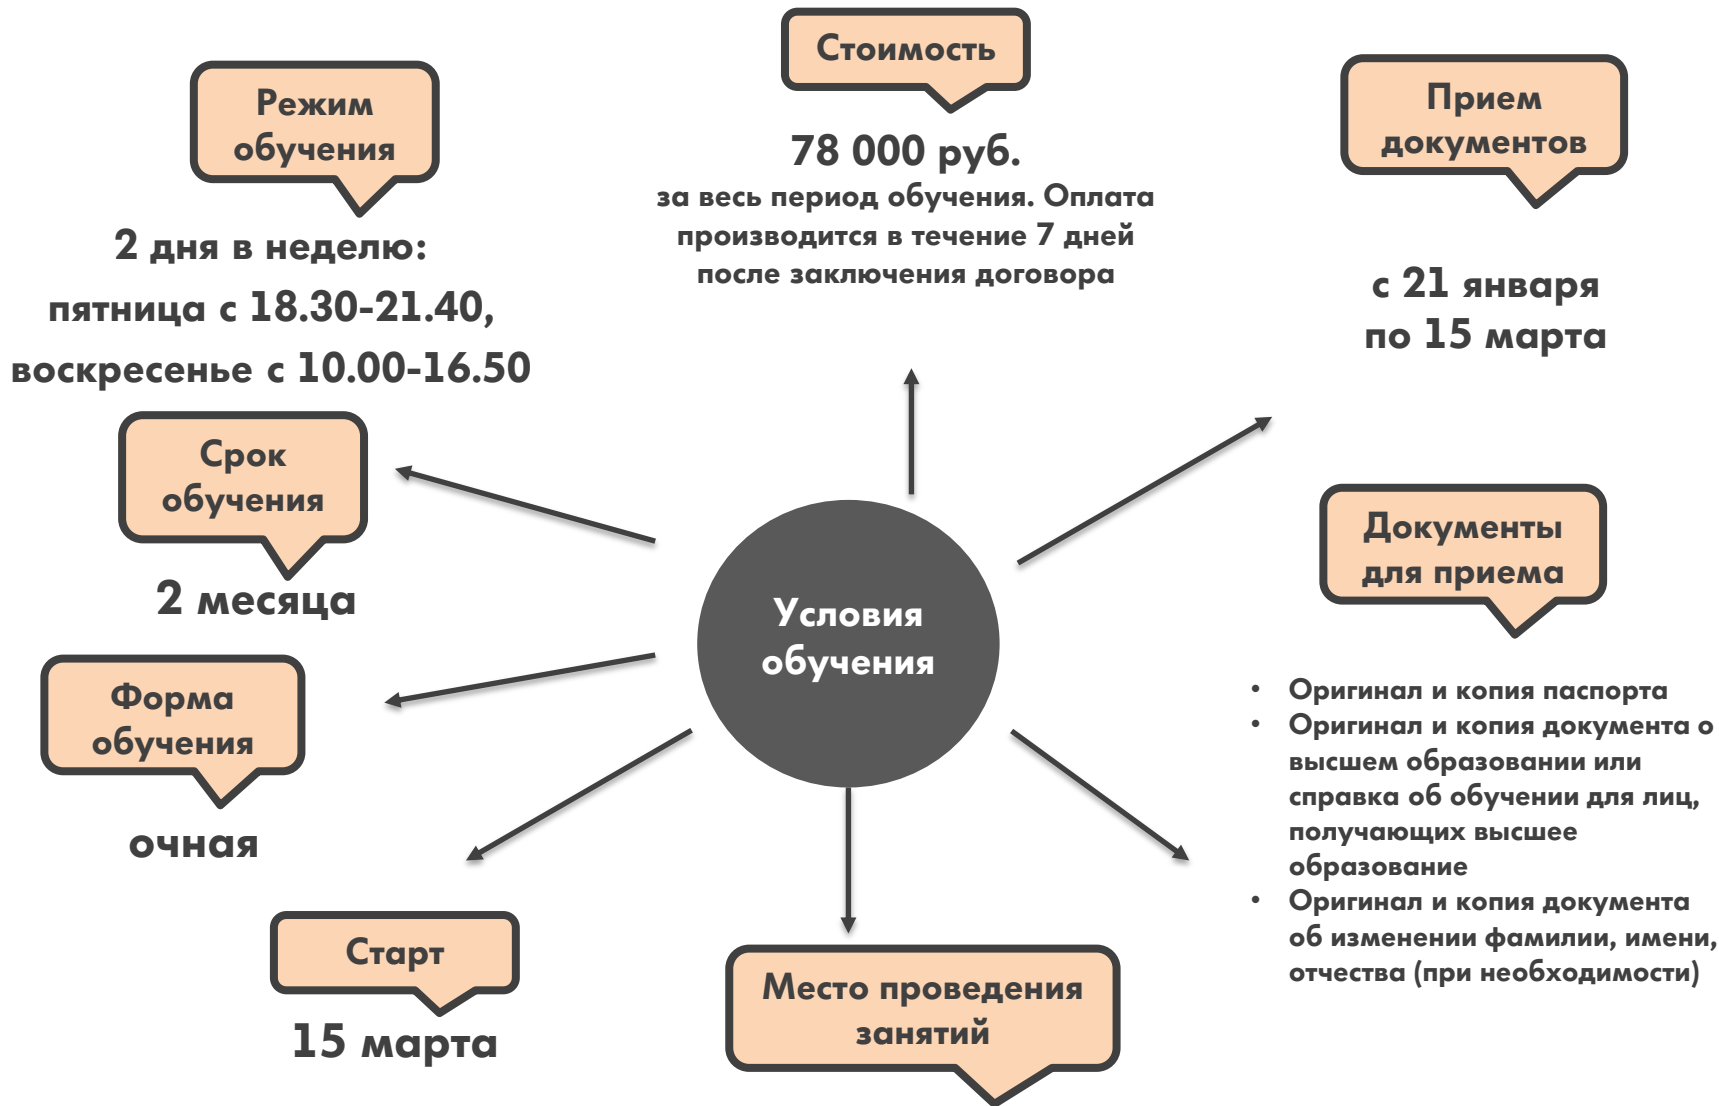 Стоимость
78 000 руб.
за весь период обучения. Оплата
производится в течение 7 дней
после заключения договора
Режим
обучения
2 дня в неделю:
пятница с 18.30-21.40,
воскресенье с 10.00-16.50
Прием
документов
с 21 января
по 15 марта
Срок
обучения
2 месяца
Документы
для приема
• Оригинал и копия паспорта
• Оригинал и копия документа о
высшем образовании или
справка об обучении для лиц,
получающих высшее
образование
• Оригинал и копия документа
об изменении фамилии, имени,
отчества (при необходимости)
Условия
обучения
Форма
обучения
очная
Старт
15 марта
Место проведения
занятий